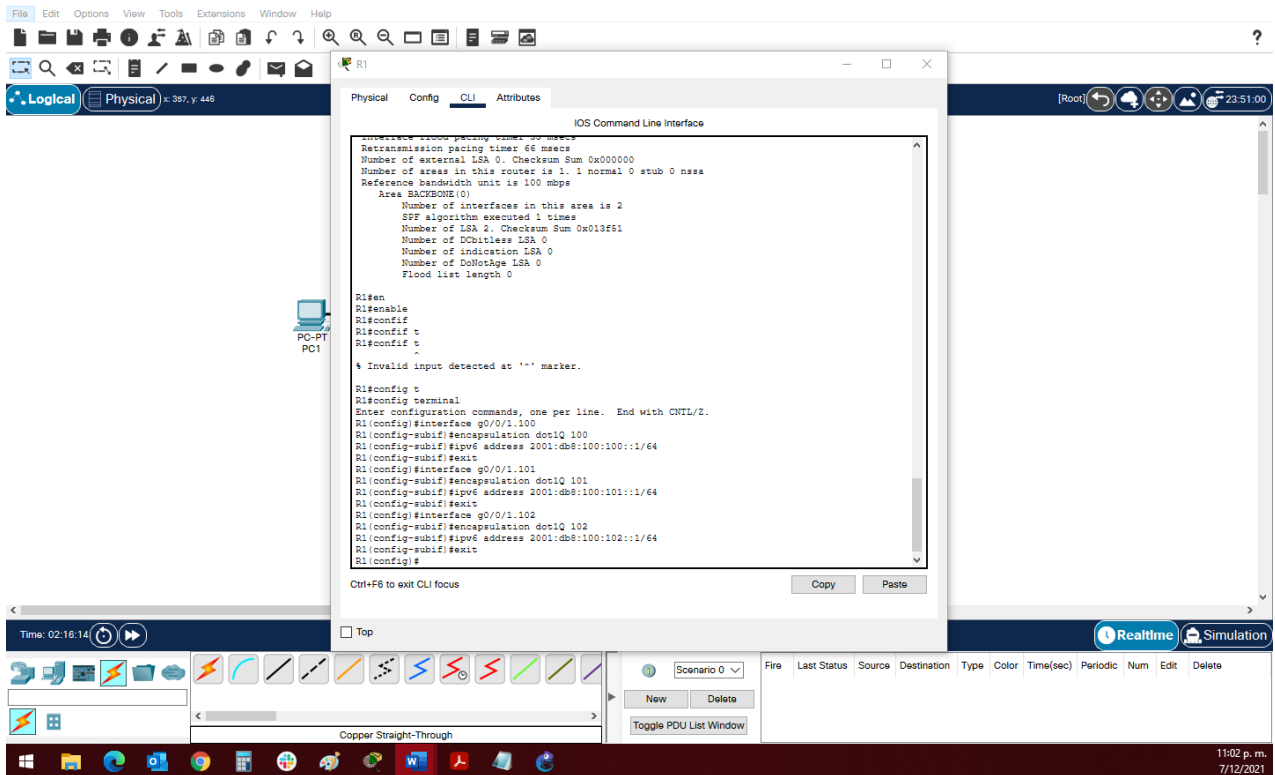 File Edit Options View Tools Extensions Window Help
?
R1
Logical Physical x: 357, y: 446
[Root] 23:51:00
Physical Config CLI Attributes
IOS Command Line Interface
Interface flood pacing timer 33 msecs
Retransmission pacing timer 66 msecs
Number of external LSA 0. Checksum Sum 0x000000
Number of areas in this router is 1. 1 normal 0 stub 0 nssa
Reference bandwidth unit is 100 mbps
Area BACKBONE(0)
Number of interfaces in this area is 2
SPF algorithm executed 1 times
Number of LSA 2. Checksum Sum 0x013f51
Number of DCbitless LSA 0
Number of indication LSA 0
Number of DoNotAge LSA 0
Flood list length 0
R1#en
R1#enable
R1#confif
R1#confif t
R1#confif t
^
% Invalid input detected at '^' marker.
R1#config t
R1#config terminal
Enter configuration commands, one per line. End with CNTL/Z.
R1(config)#interface g0/0/1.100
R1(config-subif)#encapsulation dot1Q 100
R1(config-subif)#ipv6 address 2001:db8:100:100::1/64
R1(config-subif)#exit
R1(config)#interface g0/0/1.101
R1(config-subif)#encapsulation dot1Q 101
R1(config-subif)#ipv6 address 2001:db8:100:101::1/64
R1(config-subif)#exit
R1(config)#interface g0/0/1.102
R1(config-subif)#encapsulation dot1Q 102
R1(config-subif)#ipv6 address 2001:db8:100:102::1/64
R1(config-subif)#exit
R1(config)#
PC-PT
PC1
Ctrl+F6 to exit CLI focus
Copy Paste
Top
Time: 02:16:14
Realtime Simulation
Scenario 0
New Delete
Toggle PDU List Window
Fire Last Status Source Destination Type Color Time(sec) Periodic Num Edit Delete
Copper Straight-Through
11:02 p. m.
7/12/2021